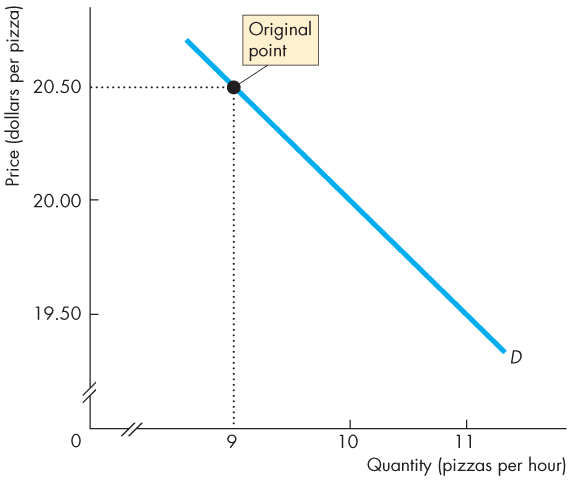 Price (dollars per pizza)
Original
point
20.50
20.00
19.50
D
0
9
10
11
Quantity (pizzas per hour)